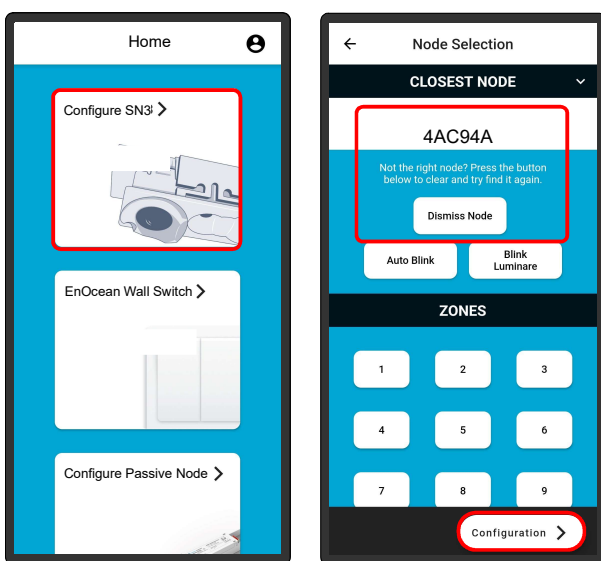 Home
Configure SN3
EnOcean Wall Switch
Configure Passive Node
Node Selection
CLOSEST NODE
4AC94A
Not the right node? Press the button
below to clear and try find it again.
Dismiss Node
Auto Blink
Blink
Luminare
ZONES
1 2 3
4 5 6
7 8 9
Configuration